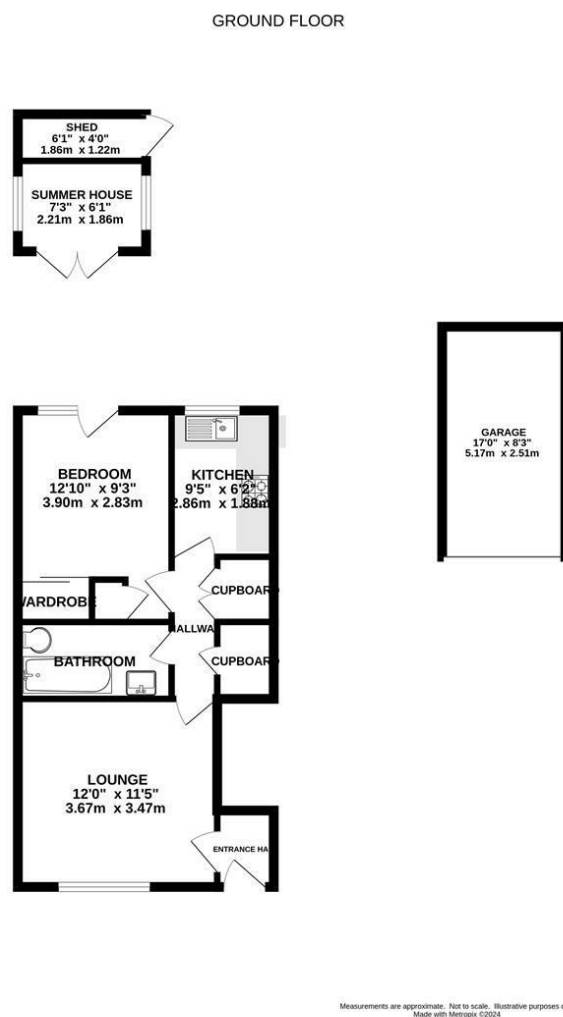 GROUND FLOOR
SHED
6'1" x 4'0"
1.86m x 1.22m
SUMMER HOUSE
7'3" x 6'1"
2.21m x 1.86m
GARAGE
17'0" x 8'3"
5.17m x 2.51m
BEDROOM
12'10" x 9'3"
3.90m x 2.83m
KITCHEN
9'5" x 6'2"
2.86m x 1.88m
WARDROBE
CUPBOARD
HALLWA
BATHROOM
CUPBOARD
LOUNGE
12'0" x 11'5"
3.67m x 3.47m
ENTRANCE HA
Measurements are approximate. Not to scale. Illustrative purposes o
Made with Metropix ©2024